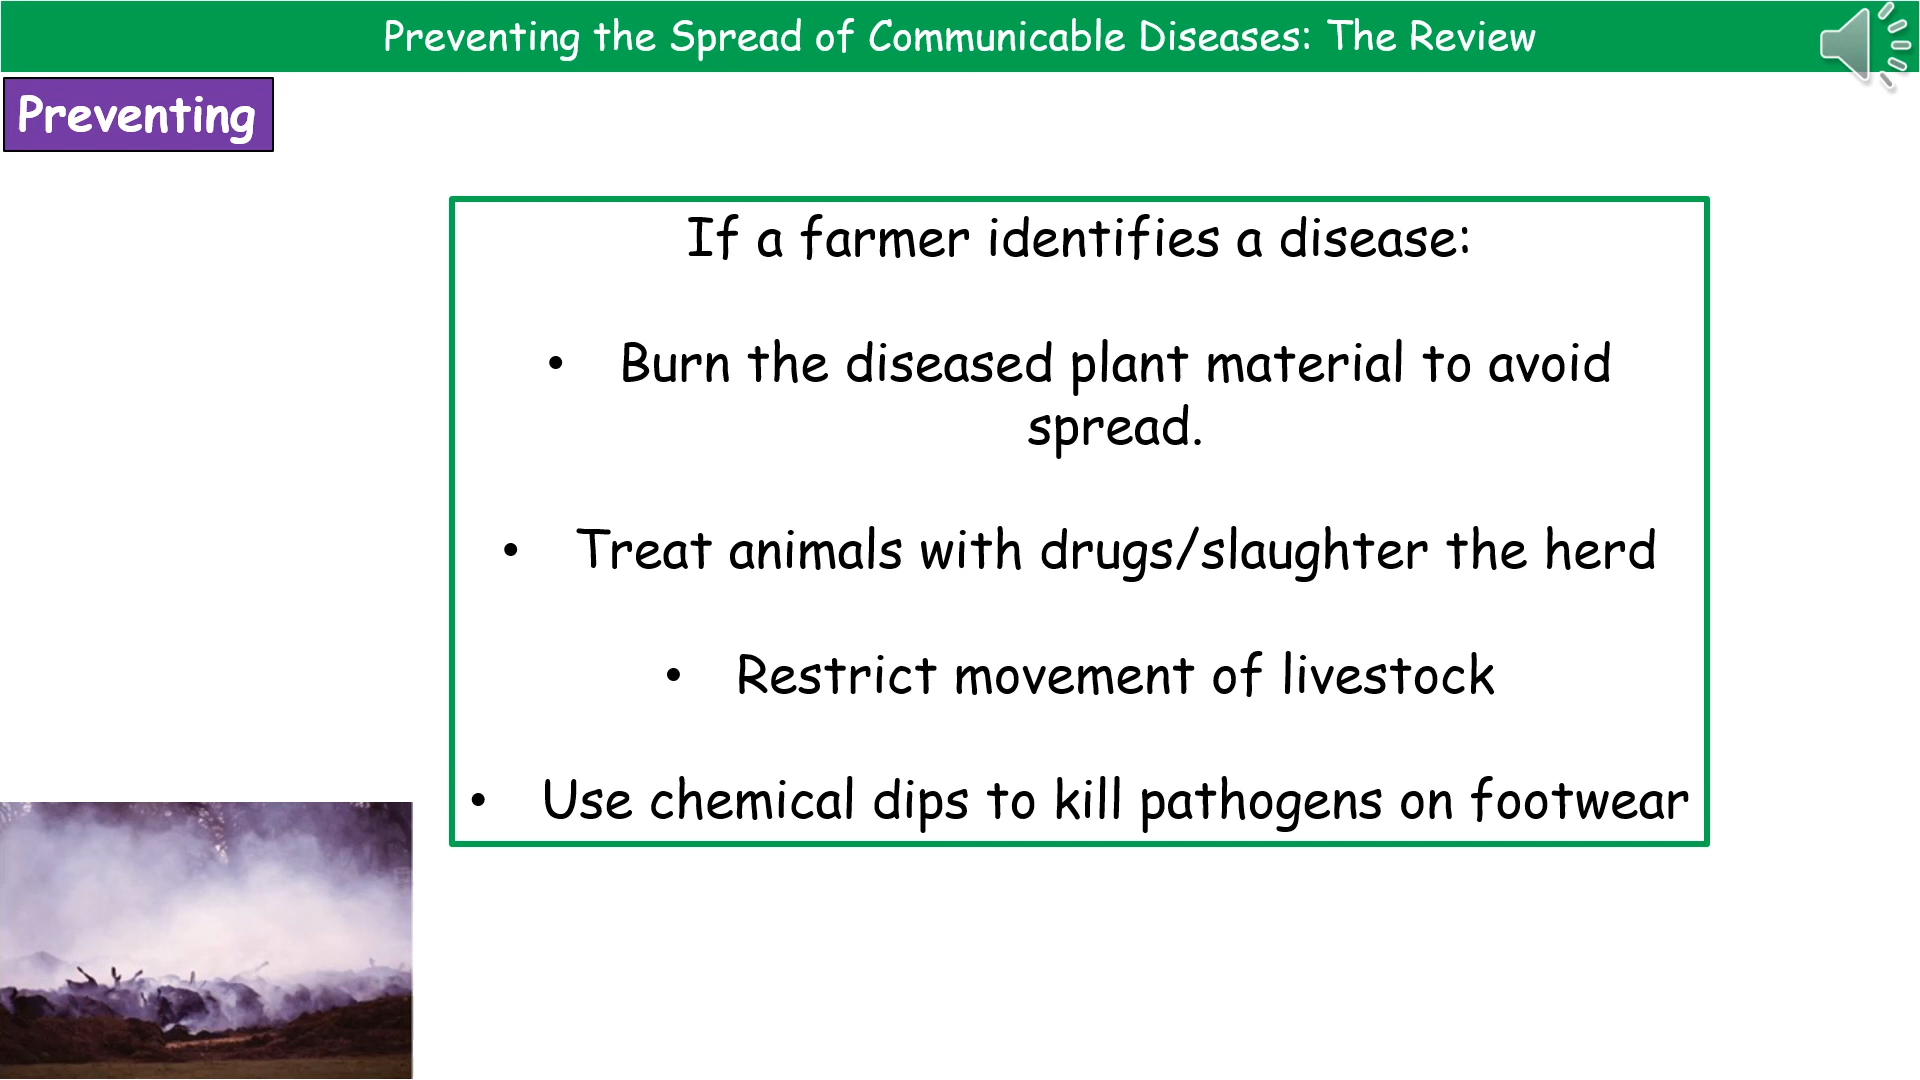 Preventing the Spread of Communicable Diseases: The Review
Preventing
If a farmer identifies a disease:
• Burn the diseased plant material to avoid
spread.
• Treat animals with drugs/slaughter the herd
• Restrict movement of livestock
• Use chemical dips to kill pathogens on footwear